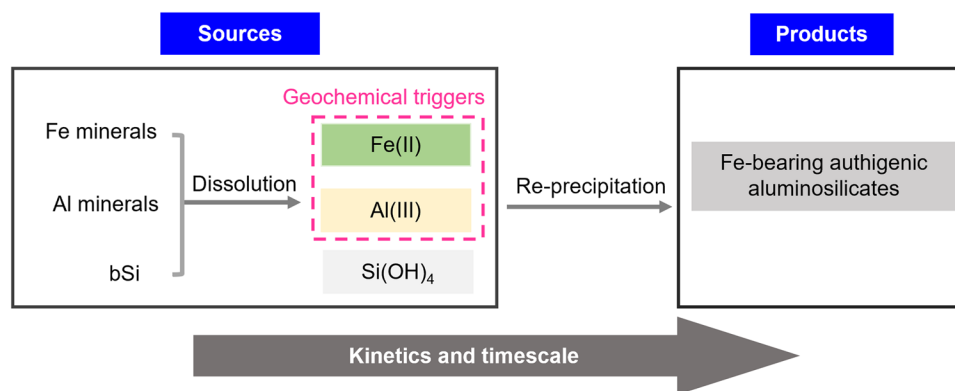 Sources
Products
Geochemical triggers
Fe minerals
Fe(II)
Fe-bearing authigenic
aluminosilicates
Dissolution
Re-precipitation
Al minerals
Al(III)
bSi
Si(OH)₄
Kinetics and timescale